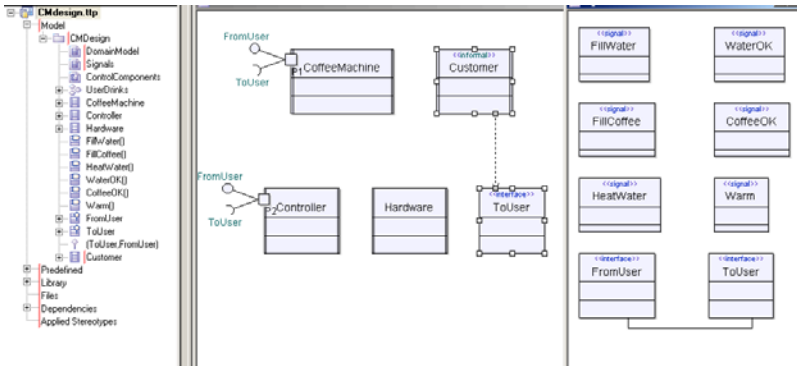 CMdesign.ttp
Model
CMDesign
DomainModel
Signals
ControlComponents
UserDrinks
CoffeeMachine
Controller
Hardware
FillWater()
FillCoffee()
HeatWater()
WaterOK()
CoffeeOK()
Warm()
FromUser
ToUser
(ToUser,FromUser)
Customer
Predefined
Library
Files
Dependencies
Applied Stereotypes
FromUser
ToUser
P1
CoffeeMachine
<<informal>>
Customer
FromUser
ToUser
P2
Controller
Hardware
<<interface>>
ToUser
<<signal>>
FillWater
<<signal>>
WaterOK
<<signal>>
FillCoffee
<<signal>>
CoffeeOK
<<signal>>
HeatWater
<<signal>>
Warm
<<interface>>
FromUser
<<interface>>
ToUser